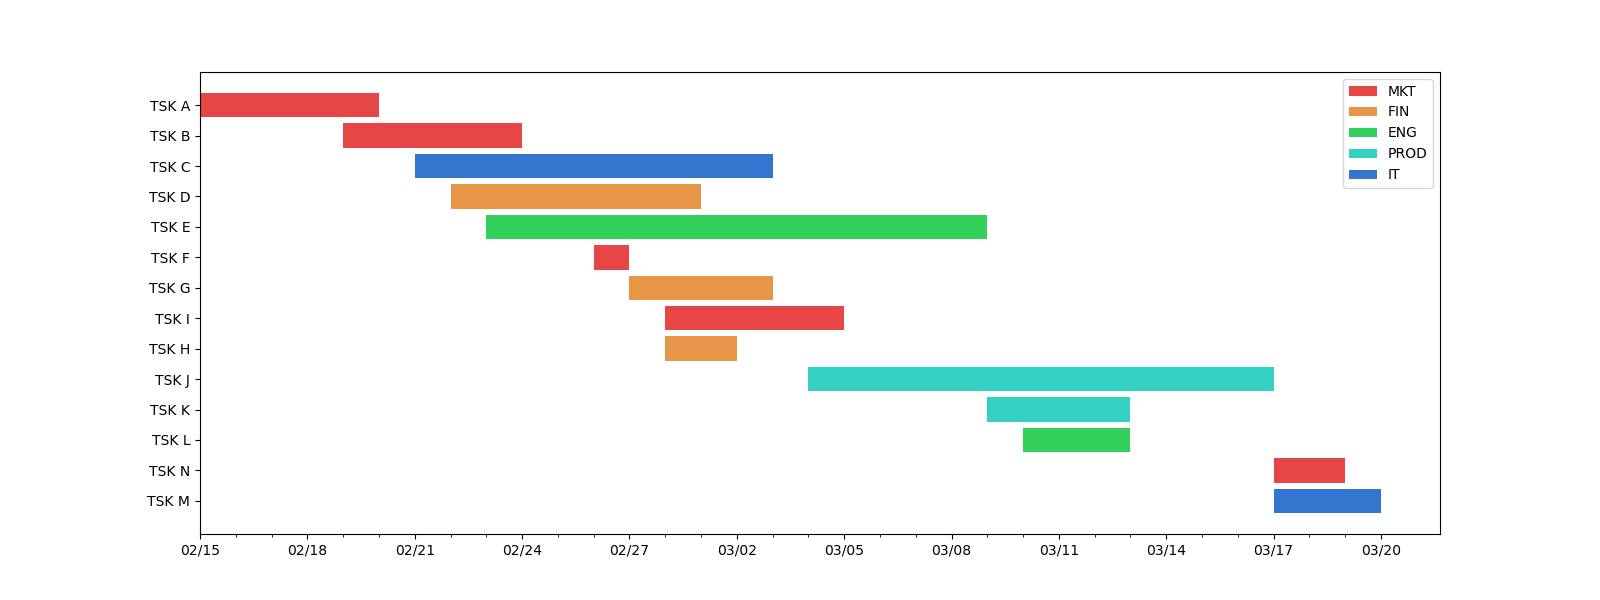 TSK A
TSK B
TSK C
TSK D
TSK E
TSK F
TSK G
TSK I
TSK H
TSK J
TSK K
TSK L
TSK N
TSK M
02/15 02/18 02/21 02/24 02/27 03/02 03/05 03/08 03/11 03/14 03/17 03/20
MKT
FIN
ENG
PROD
IT